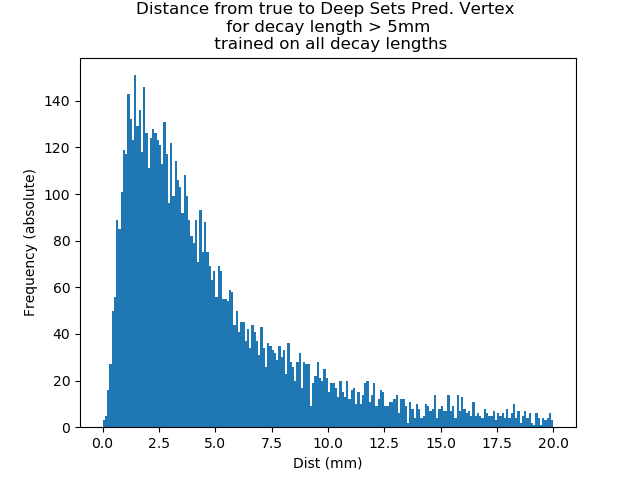 Distance from true to Deep Sets Pred. Vertex
for decay length > 5mm
trained on all decay lengths
140
120
100
80
60
40
20
0
Frequency (absolute)
0.0 2.5 5.0 7.5 10.0 12.5 15.0 17.5 20.0
Dist (mm)